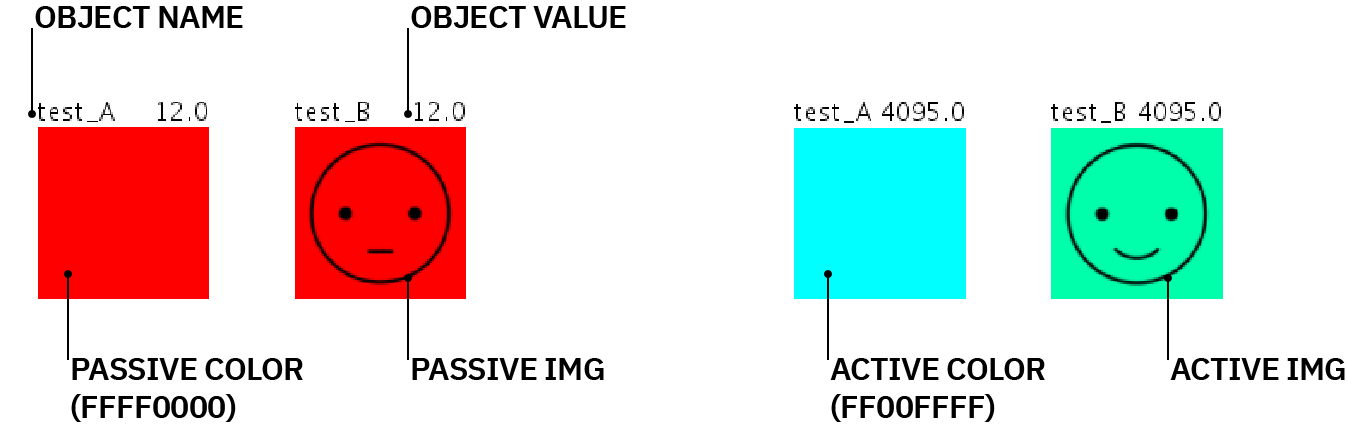 OBJECT NAME
OBJECT VALUE
test_A 12.0
test_B 12.0
test_A 4095.0
test_B 4095.0
PASSIVE COLOR
(FFFF0000)
PASSIVE IMG
ACTIVE COLOR
(FF00FFFF)
ACTIVE IMG